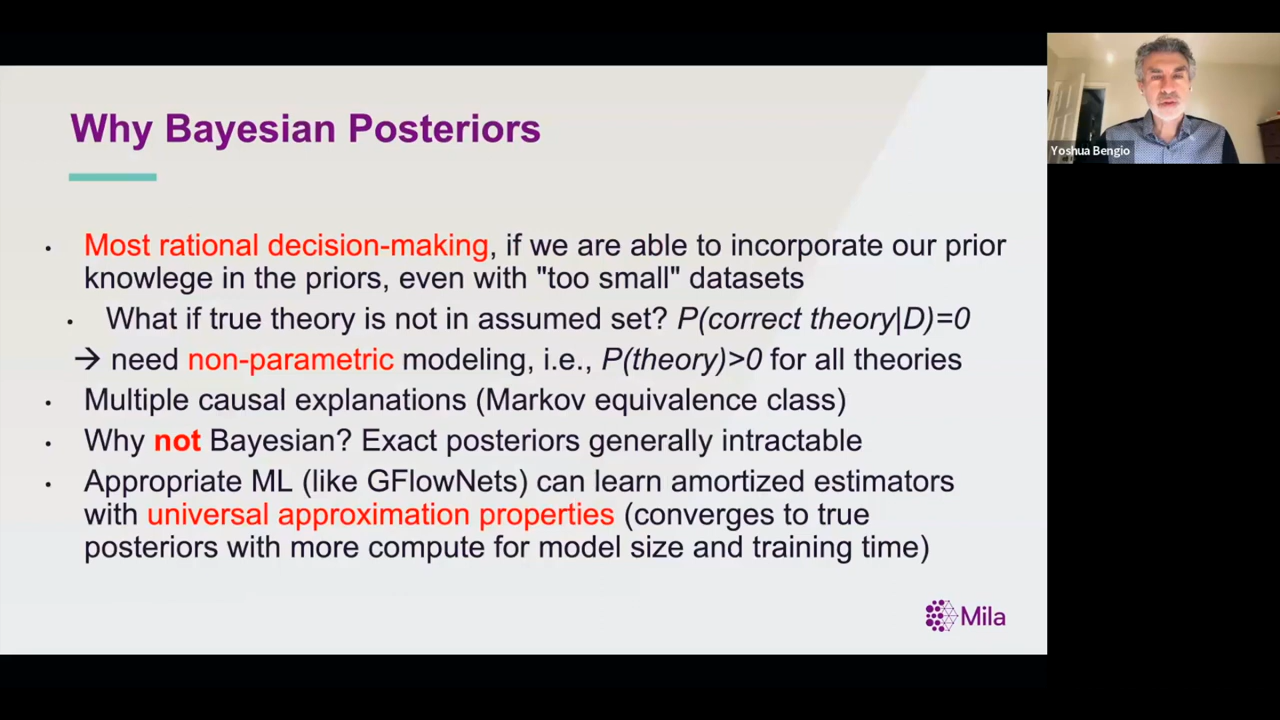 Why Bayesian Posteriors
• Most rational decision-making, if we are able to incorporate our prior
knowlege in the priors, even with "too small" datasets
• What if true theory is not in assumed set? P(correct theory|D)=0
→ need non-parametric modeling, i.e., P(theory)>0 for all theories
• Multiple causal explanations (Markov equivalence class)
• Why not Bayesian? Exact posteriors generally intractable
• Appropriate ML (like GFlowNets) can learn amortized estimators
with universal approximation properties (converges to true
posteriors with more compute for model size and training time)
Mila
Yoshua Bengio